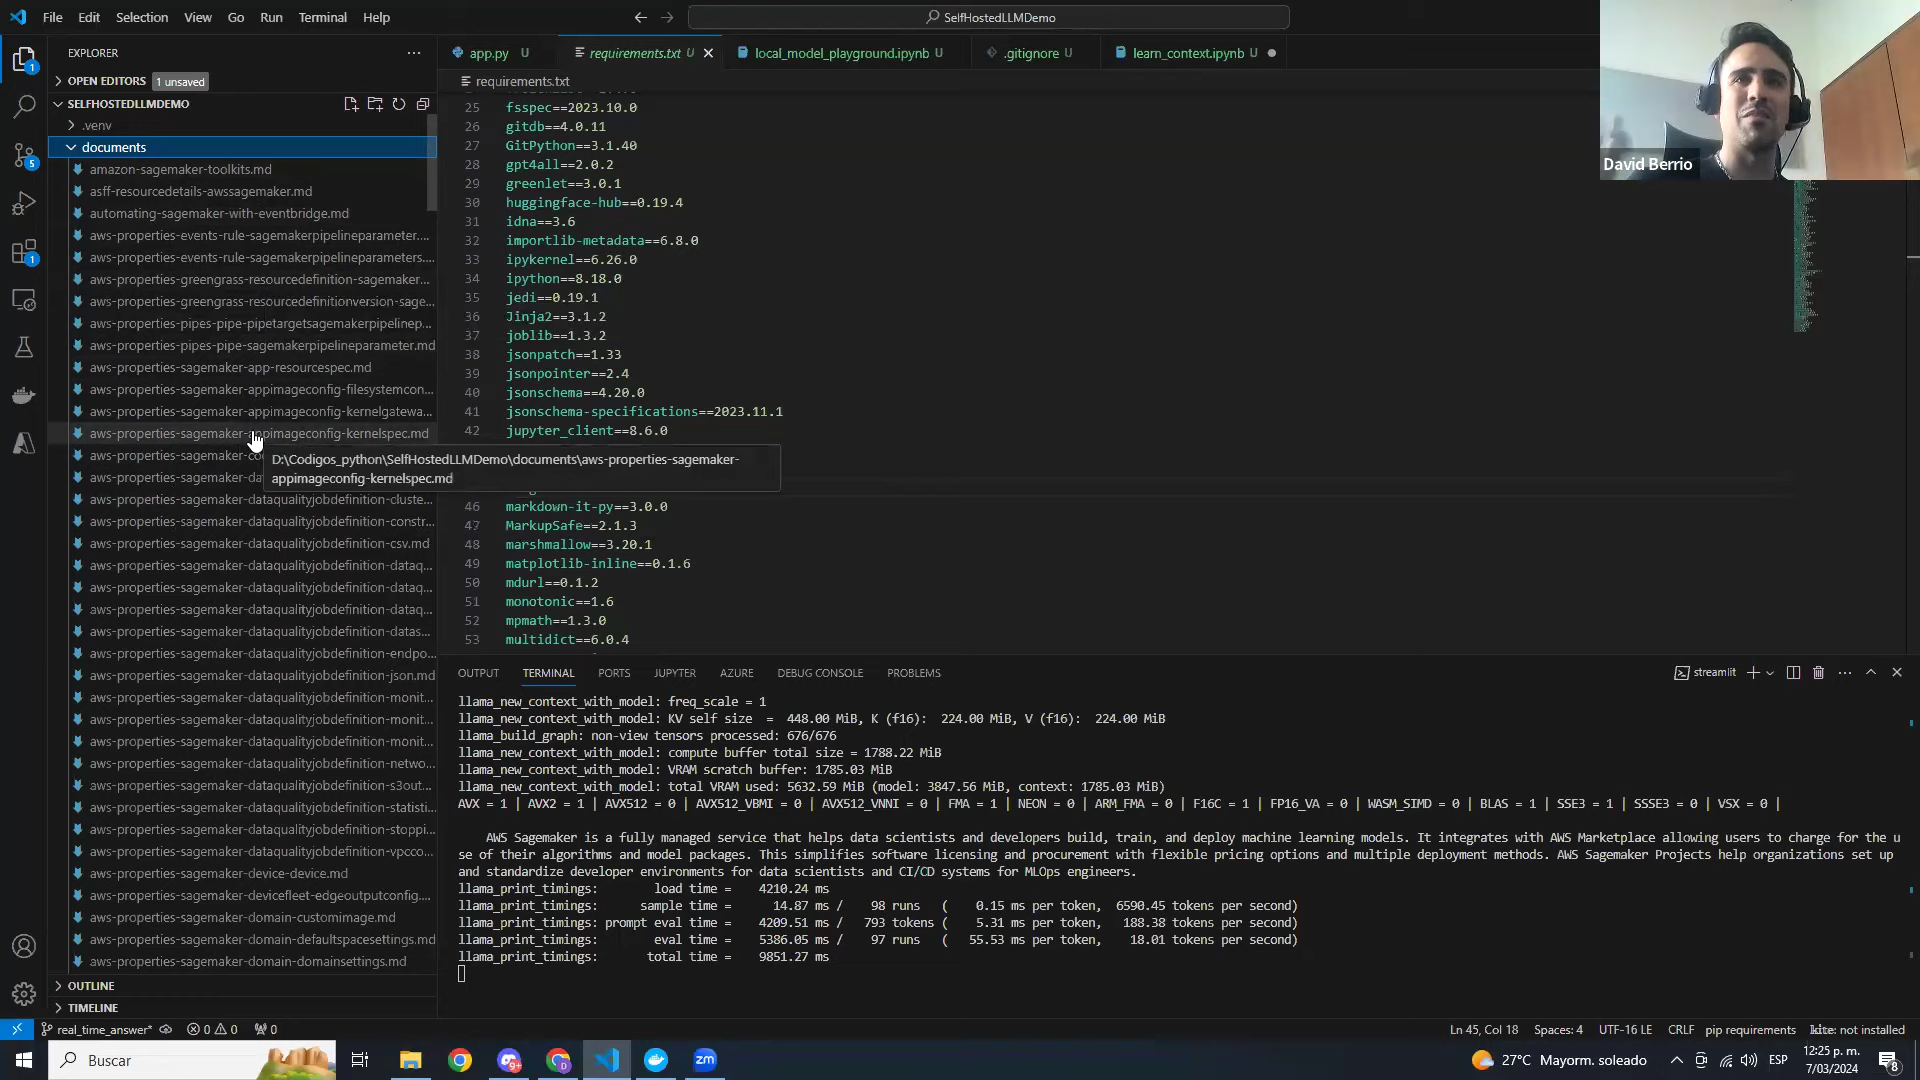 File Edit Selection View Go Run Terminal Help
SelfHostedLLMDemo
David Berrio
EXPLORER
OPEN EDITORS 1 unsaved
SELFHOSTEDLLMDEMO
.venv
documents
amazon-sagemaker-toolkits.md
asff-resourcedetails-awssagemaker.md
automating-sagemaker-with-eventbridge.md
aws-properties-events-rule-sagemakerpipelineparameter....
aws-properties-events-rule-sagemakerpipelineparameters....
aws-properties-greengrass-resourcedefinition-sagemaker...
aws-properties-greengrass-resourcedefinitionversion-sage...
aws-properties-pipes-pipe-pipetargetsagemakerpipelinep...
aws-properties-pipes-pipe-sagemakerpipelineparameter.md
aws-properties-sagemaker-app-resourcespec.md
aws-properties-sagemaker-appimageconfig-filesystemcon...
aws-properties-sagemaker-appimageconfig-kernelgatewa...
aws-properties-sagemaker-appimageconfig-kernelspec.md
aws-properties-sagemaker-co
aws-properties-sagemaker-da
aws-properties-sagemaker-dataqualityjobdefinition-cluste...
aws-properties-sagemaker-dataqualityjobdefinition-constr...
aws-properties-sagemaker-dataqualityjobdefinition-csv.md
aws-properties-sagemaker-dataqualityjobdefinition-dataq...
aws-properties-sagemaker-dataqualityjobdefinition-dataq...
aws-properties-sagemaker-dataqualityjobdefinition-dataq...
aws-properties-sagemaker-dataqualityjobdefinition-datas...
aws-properties-sagemaker-dataqualityjobdefinition-endpo...
aws-properties-sagemaker-dataqualityjobdefinition-json.md
aws-properties-sagemaker-dataqualityjobdefinition-monit...
aws-properties-sagemaker-dataqualityjobdefinition-monit...
aws-properties-sagemaker-dataqualityjobdefinition-monit...
aws-properties-sagemaker-dataqualityjobdefinition-netwo...
aws-properties-sagemaker-dataqualityjobdefinition-s3out...
aws-properties-sagemaker-dataqualityjobdefinition-statisti...
aws-properties-sagemaker-dataqualityjobdefinition-stoppi...
aws-properties-sagemaker-dataqualityjobdefinition-vpcco...
aws-properties-sagemaker-device-device.md
aws-properties-sagemaker-devicefleet-edgeoutputconfig....
aws-properties-sagemaker-domain-customimage.md
aws-properties-sagemaker-domain-defaultspacesettings.md
aws-properties-sagemaker-domain-domainsettings.md
OUTLINE
TIMELINE
D:\Codigos_python\SelfHostedLLMDemo\documents\aws-properties-sagemaker-
appimageconfig-kernelspec.md
app.py U requirements.txt U local_model_playground.ipynb U .gitignore U learn_context.ipynb U
requirements.txt
25 fsspec==2023.10.0
26 gitdb==4.0.11
27 GitPython==3.1.40
28 gpt4all==2.0.2
29 greenlet==3.0.1
30 huggingface-hub==0.19.4
31 idna==3.6
32 importlib-metadata==6.8.0
33 ipykernel==6.26.0
34 ipython==8.18.0
35 jedi==0.19.1
36 Jinja2==3.1.2
37 joblib==1.3.2
38 jsonpatch==1.33
39 jsonpointer==2.4
40 jsonschema==4.20.0
41 jsonschema-specifications==2023.11.1
42 jupyter_client==8.6.0
46 markdown-it-py==3.0.0
47 MarkupSafe==2.1.3
48 marshmallow==3.20.1
49 matplotlib-inline==0.1.6
50 mdurl==0.1.2
51 monotonic==1.6
52 mpmath==1.3.0
53 multidict==6.0.4
OUTPUT TERMINAL PORTS JUPYTER AZURE DEBUG CONSOLE PROBLEMS
streamlit
llama_new_context_with_model: freq_scale = 1
llama_new_context_with_model: KV self size = 448.00 MiB, K (f16): 224.00 MiB, V (f16): 224.00 MiB
llama_build_graph: non-view tensors processed: 676/676
llama_new_context_with_model: compute buffer total size = 1788.22 MiB
llama_new_context_with_model: VRAM scratch buffer: 1785.03 MiB
llama_new_context_with_model: total VRAM used: 5632.59 MiB (model: 3847.56 MiB, context: 1785.03 MiB)
AVX = 1 | AVX2 = 1 | AVX512 = 0 | AVX512_VBMI = 0 | AVX512_VNNI = 0 | FMA = 1 | NEON = 0 | ARM_FMA = 0 | F16C = 1 | FP16_VA = 0 | WASM_SIMD = 0 | BLAS = 1 | SSE3 = 1 | SSSE3 = 0 | VSX = 0 |
AWS Sagemaker is a fully managed service that helps data scientists and developers build, train, and deploy machine learning models. It integrates with AWS Marketplace allowing users to charge for the u
se of their algorithms and model packages. This simplifies software licensing and procurement with flexible pricing options and multiple deployment methods. AWS Sagemaker Projects help organizations set up
and standardize developer environments for data scientists and CI/CD systems for MLOps engineers.
llama_print_timings: load time = 4210.24 ms
llama_print_timings: sample time = 14.87 ms / 98 runs ( 0.15 ms per token, 6590.45 tokens per second)
llama_print_timings: prompt eval time = 4209.51 ms / 793 tokens ( 5.31 ms per token, 188.38 tokens per second)
llama_print_timings: eval time = 5386.05 ms / 97 runs ( 55.53 ms per token, 18.01 tokens per second)
llama_print_timings: total time = 9851.27 ms
real_time_answer* 0 0 0
Ln 45, Col 18 Spaces: 4 UTF-16 LE CRLF pip requirements kite: not installed
Buscar
27°C Mayorm. soleado
ESP
12:25 p. m.
7/03/2024